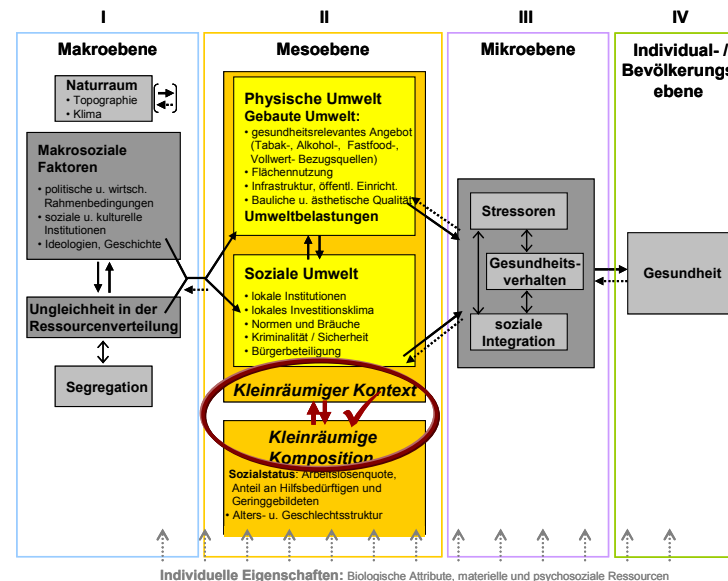 I
II
III
IV
Makroebene
Mesoebene
Mikroebene
Individual- /
Bevölkerungs
ebene
Naturraum
• Topographie
• Klima
Makrosoziale
Faktoren
• politische u. wirtsch.
Rahmenbedingungen
• soziale u. kulturelle
Institutionen
• Ideologien, Geschichte
Ungleichheit in der
Ressourcenverteilung
Segregation
Physische Umwelt
Gebaute Umwelt:
• gesundheitsrelevantes Angebot
(Tabak-, Alkohol-, Fastfood-,
Vollwert- Bezugsquellen)
• Flächennutzung
• Infrastruktur, öffentl. Einricht.
• Bauliche u. ästhetische Qualität
Umweltbelastungen
Soziale Umwelt
• lokale Institutionen
• lokales Investitionsklima
• Normen und Bräuche
• Kriminalität / Sicherheit
• Bürgerbeteiligung
Kleinräumiger Kontext
Kleinräumige
Komposition
Sozialstatus: Arbeitslosenquote,
Anteil an Hilfsbedürftigen und
Geringgebildeten
• Alters- u. Geschlechtsstruktur
Stressoren
Gesundheits-
verhalten
soziale
Integration
Gesundheit
Individuelle Eigenschaften: Biologische Attribute, materielle und psychosoziale Ressourcen